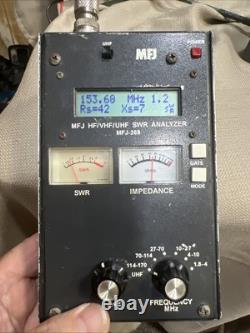 UHF
MFJ
POWER
153.60 MHz 1.2
Rs=42 Xs=7 SWR
MFJ HF/VHF/UHF SWR ANALYZER
MFJ-269
SWR
GATE
SWR
IMPEDANCE
MODE
27-70
10-27
70-114
4-10
114-170
1.8-4
UHF
FREQUENCY
MHz